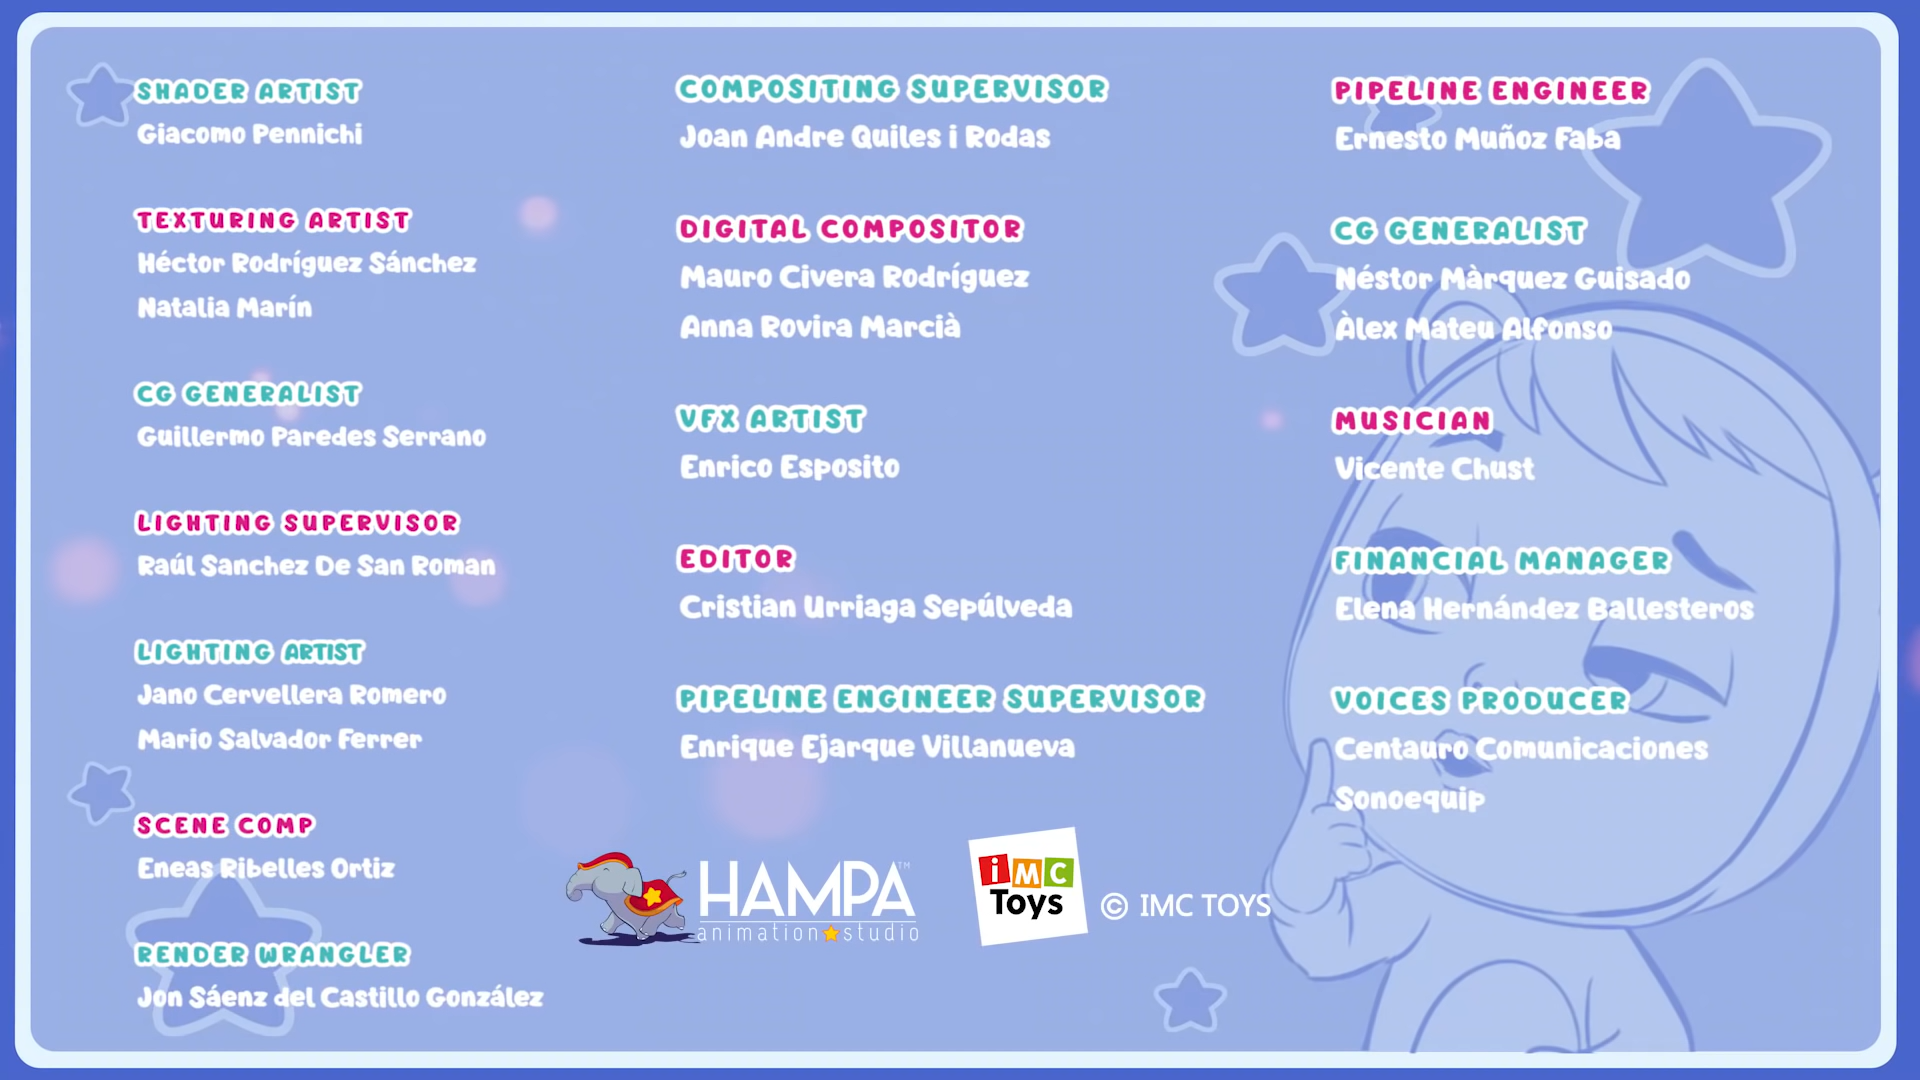 SHADER ARTIST
Giacomo Pennichi
TEXTURING ARTIST
Héctor Rodríguez Sánchez
Natalia Marín
CG GENERALIST
Guillermo Paredes Serrano
LIGHTING SUPERVISOR
Raúl Sanchez De San Roman
LIGHTING ARTIST
Jano Cervellera Romero
Mario Salvador Ferrer
SCENE COMP
Eneas Ribelles Ortiz
RENDER WRANGLER
Jon Sáenz del Castillo González
COMPOSITING SUPERVISOR
Joan Andre Quiles i Rodas
DIGITAL COMPOSITOR
Mauro Civera Rodríguez
Anna Rovira Marcià
VFX ARTIST
Enrico Esposito
EDITOR
Cristian Urriaga Sepúlveda
PIPELINE ENGINEER SUPERVISOR
Enrique Ejarque Villanueva
HAMPA™
animation studio
iMC
Toys
© IMC TOYS
PIPELINE ENGINEER
Ernesto Muñoz Faba
CG GENERALIST
Néstor Màrquez Guisado
Àlex Mateu Alfonso
MUSICIAN
Vicente Chust
FINANCIAL MANAGER
Elena Hernández Ballesteros
VOICES PRODUCER
Centauro Comunicaciones
Sonoequip